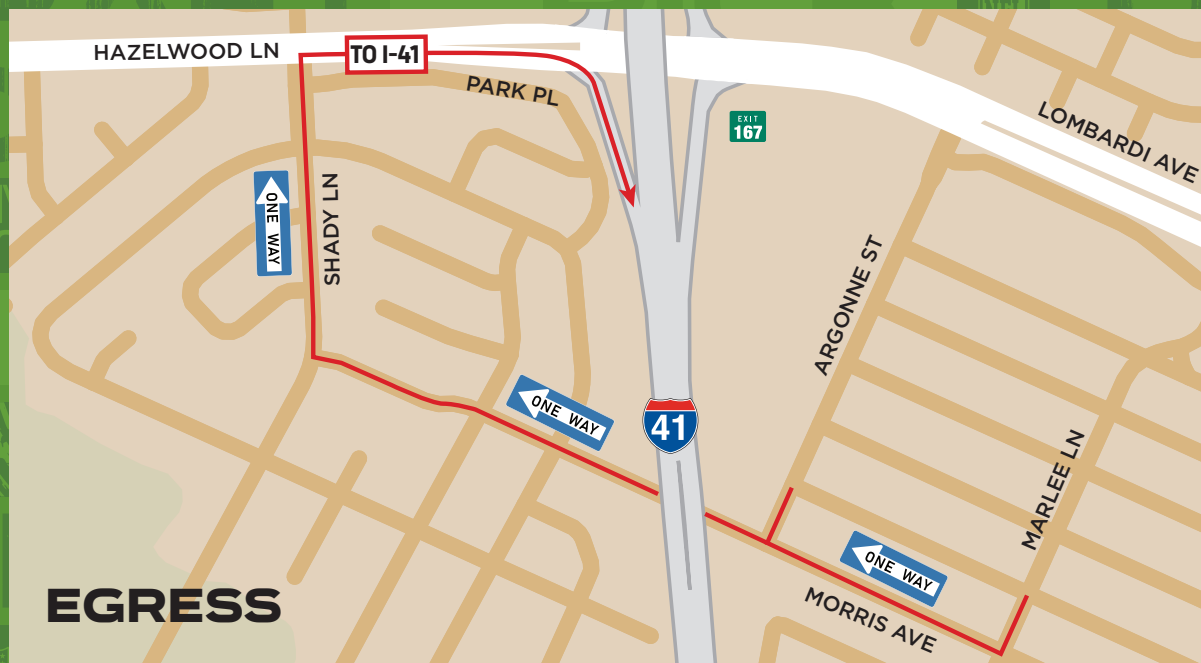 HAZELWOOD LN
TO I-41
PARK PL
EXIT
167
LOMBARDI AVE
ONE WAY
SHADY LN
ARGONNE ST
ONE WAY
41
MARLEE LN
ONE WAY
MORRIS AVE
EGRESS